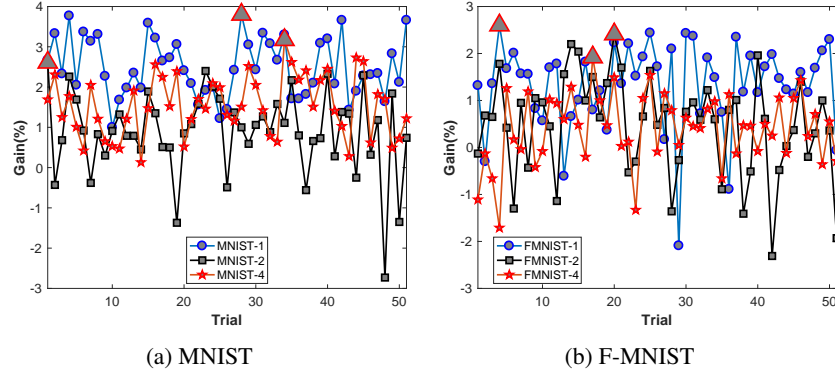 4
3
2
1
0
-1
-2
-3
Gain(%)
10 20 30 40 50
Trial
MNIST-1
MNIST-2
MNIST-4
(a) MNIST
3
2
1
0
-1
-2
-3
Gain(%)
10 20 30 40 50
Trial
FMNIST-1
FMNIST-2
FMNIST-4
(b) F-MNIST